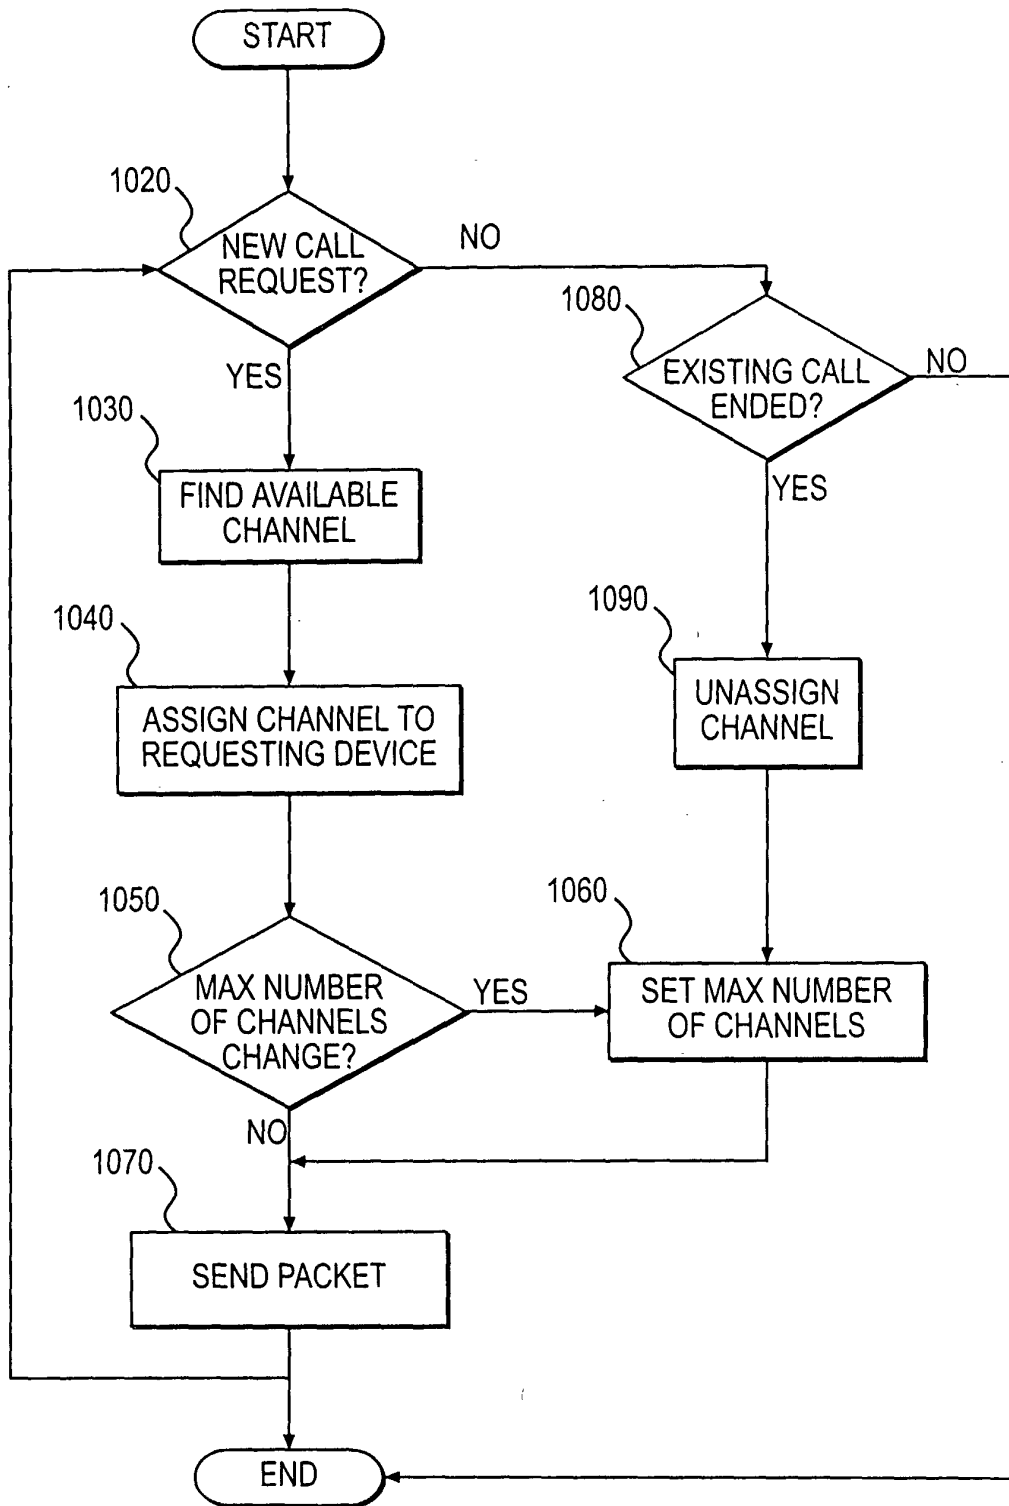 START
1020
NEW CALL
REQUEST?
NO
YES
1080
EXISTING CALL
ENDED?
NO
YES
1030
FIND AVAILABLE
CHANNEL
1040
ASSIGN CHANNEL TO
REQUESTING DEVICE
1090
UNASSIGN
CHANNEL
1050
MAX NUMBER
OF CHANNELS
CHANGE?
YES
NO
1060
SET MAX NUMBER
OF CHANNELS
1070
SEND PACKET
END